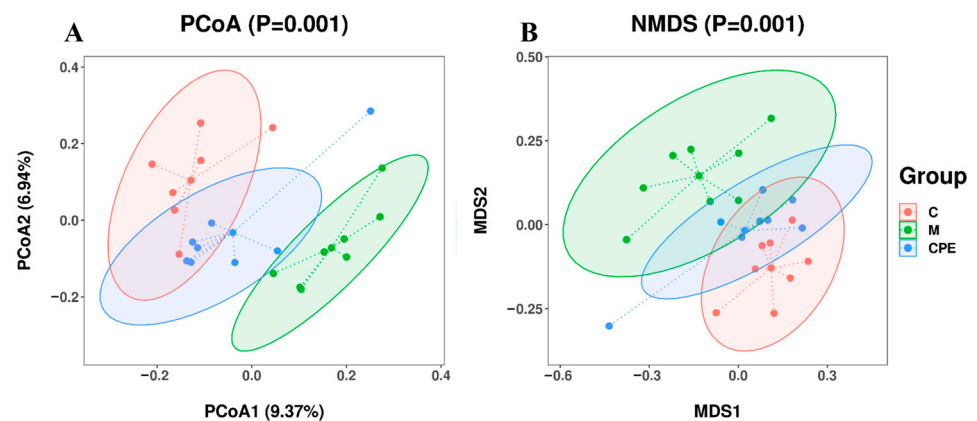 A PCoA (P=0.001)
0.4
0.2
0.0
−0.2
−0.2 0.0 0.2 0.4
PCoA2 (6.94%)
PCoA1 (9.37%)
B NMDS (P=0.001)
0.50
0.25
0.00
−0.25
−0.6 −0.3 0.0 0.3
MDS2
MDS1
Group
C
M
CPE